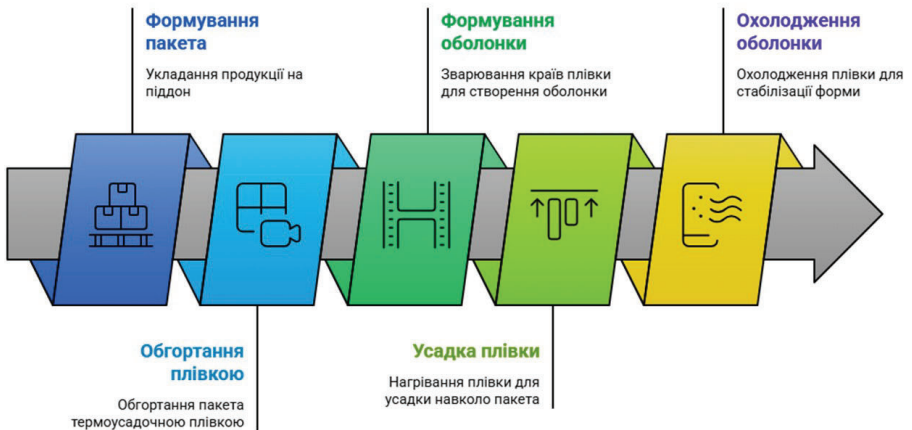 Формування
пакета
Укладання продукції на
піддон
Обгортання
плівкою
Обгортання пакета
термоусадочною плівкою
Формування
оболонки
Зварювання країв плівки
для створення оболонки
Усадка плівки
Нагрівання плівки для
усадки навколо пакета
Охолодження
оболонки
Охолодження плівки для
стабілізації форми